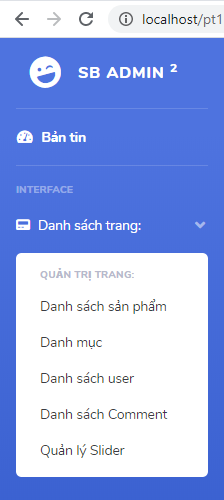 localhost/pt1
SB ADMIN 2
Bản tin
INTERFACE
Danh sách trang:
QUẢN TRỊ TRANG:
Danh sách sản phẩm
Danh mục
Danh sách user
Danh sách Comment
Quản lý Slider